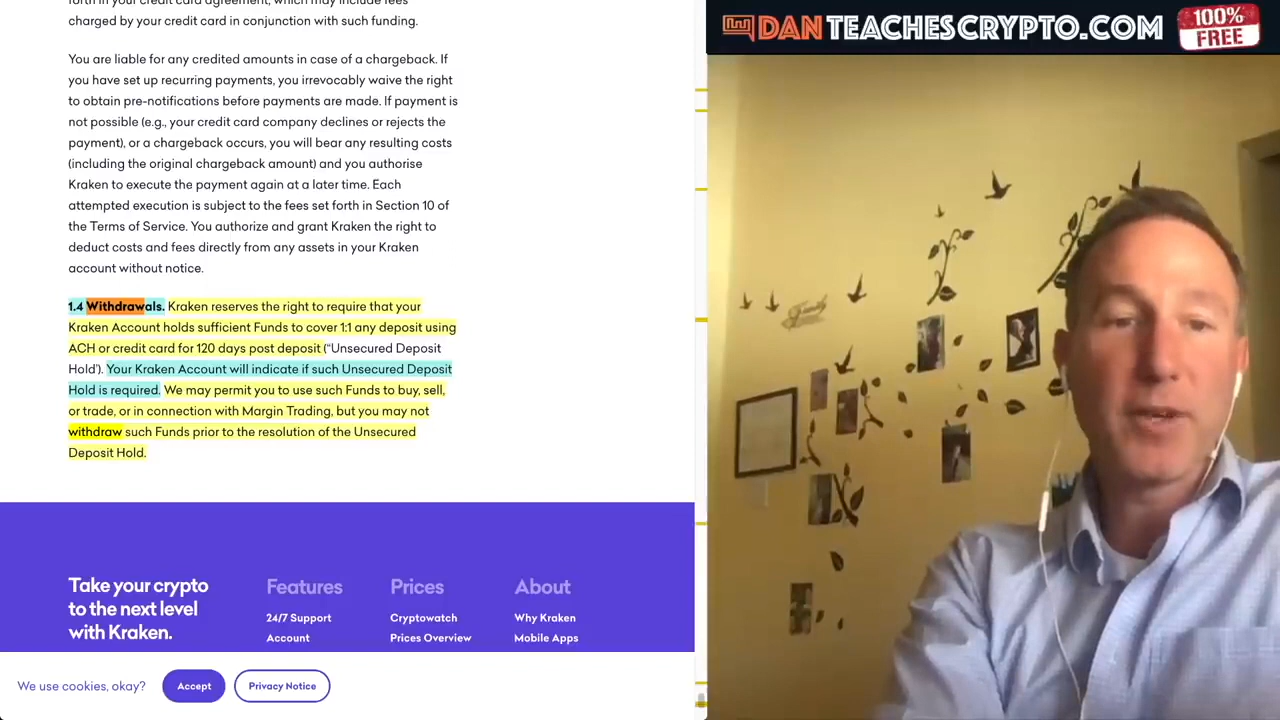 forth in your credit card agreement, which may include fees
charged by your credit card in conjunction with such funding.
You are liable for any credited amounts in case of a chargeback. If
you have set up recurring payments, you irrevocably waive the right
to obtain pre-notifications before payments are made. If payment is
not possible (e.g., your credit card company declines or rejects the
payment), or a chargeback occurs, you will bear any resulting costs
(including the original chargeback amount) and you authorise
Kraken to execute the payment again at a later time. Each
attempted execution is subject to the fees set forth in Section 10 of
the Terms of Service. You authorize and grant Kraken the right to
deduct costs and fees directly from any assets in your Kraken
account without notice.
1.4 Withdrawals. Kraken reserves the right to require that your
Kraken Account holds sufficient Funds to cover 1:1 any deposit using
ACH or credit card for 120 days post deposit (“Unsecured Deposit
Hold’). Your Kraken Account will indicate if such Unsecured Deposit
Hold is required. We may permit you to use such Funds to buy, sell,
or trade, or in connection with Margin Trading, but you may not
withdraw such Funds prior to the resolution of the Unsecured
Deposit Hold.
Take your crypto
to the next level
with Kraken.
Features
24/7 Support
Account
Prices
Cryptowatch
Prices Overview
About
Why Kraken
Mobile Apps
We use cookies, okay?
Accept
Privacy Notice
DANTEACHESCRYPTO.COM
100%
FREE